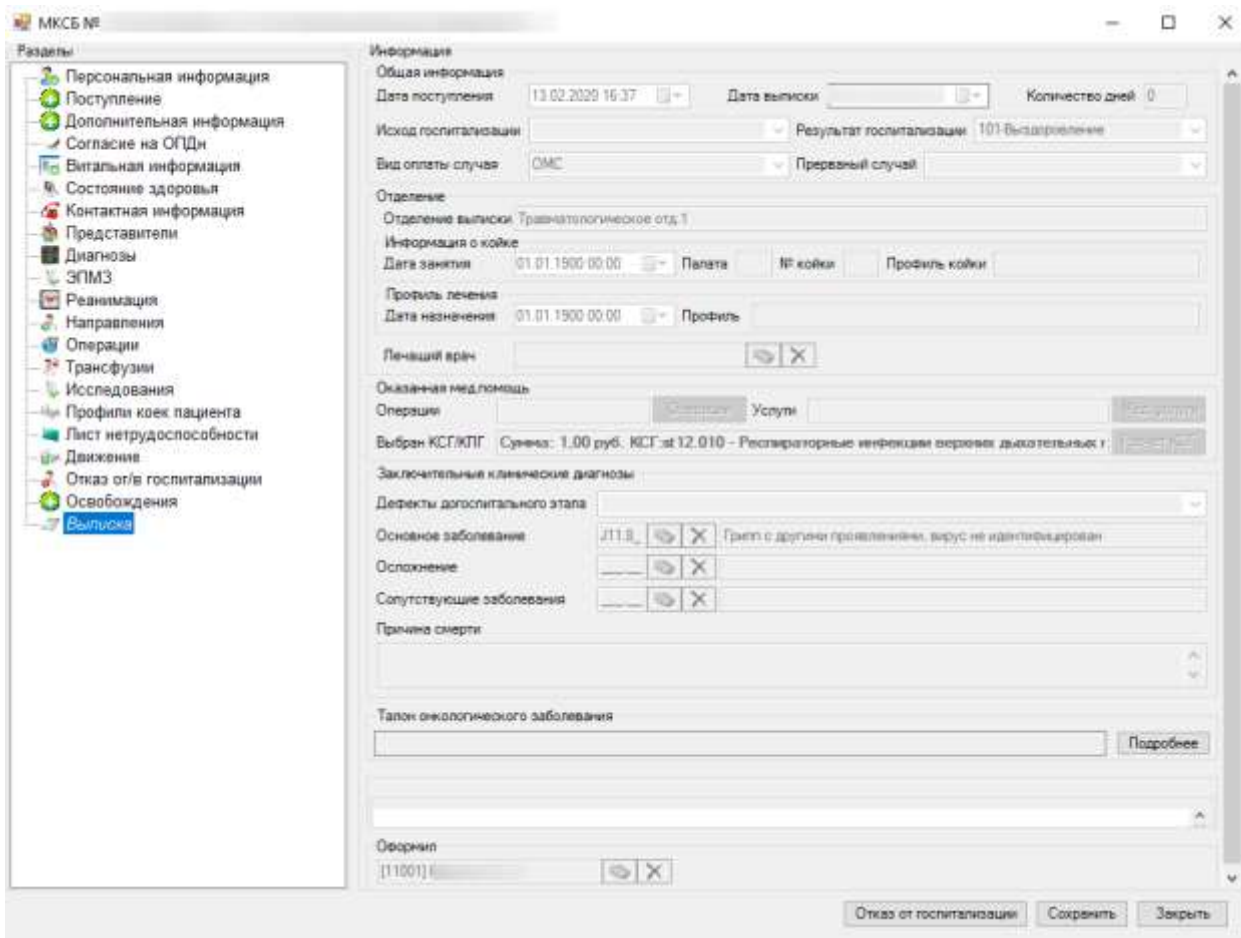 МКСБ №
Разделы
Персональная информация
Поступление
Дополнительная информация
Согласие на ОПДн
Витальная информация
Состояние здоровья
Контактная информация
Представители
Диагнозы
ЭПМЗ
Реанимация
Направления
Операции
Трансфузии
Исследования
Профили коек пациента
Лист нетрудоспособности
Движение
Отказ от/в госпитализации
Освобождения
Выписка
Информация
Общая информация
Дата поступления 13.02.2020 16:37 Дата выписки Количество дней 0
Исход госпитализации Результат госпитализации 101-Выздоровление
Вид оплаты случая ОМС Прерваный случай
Отделение
Отделение выписки Травматологическое отд.1
Информация о койке
Дата занятия 01.01.1900 00:00 Палата № койки Профиль койки
Профиль лечения
Дата назначения 01.01.1900 00:00 Профиль
Лечащий врач
Оказанная мед.помощь
Операции Операции Услуги
Выбран КСГ/КПГ Сумма: 1,00 руб. КСГ:st12.010 - Респираторные инфекции верхних дыхательных
Заключительные клинические диагнозы
Дефекты догоспитального этапа
Основное заболевание J11.8_ Грипп с другими проявлениями, вирус не идентифицирован
Осложнение
Сопутствующие заболевания
Причина смерти
Талон онкологического заболевания
Подробнее
Оформил
[11001]
Отказ от госпитализации Сохранить Закрыть